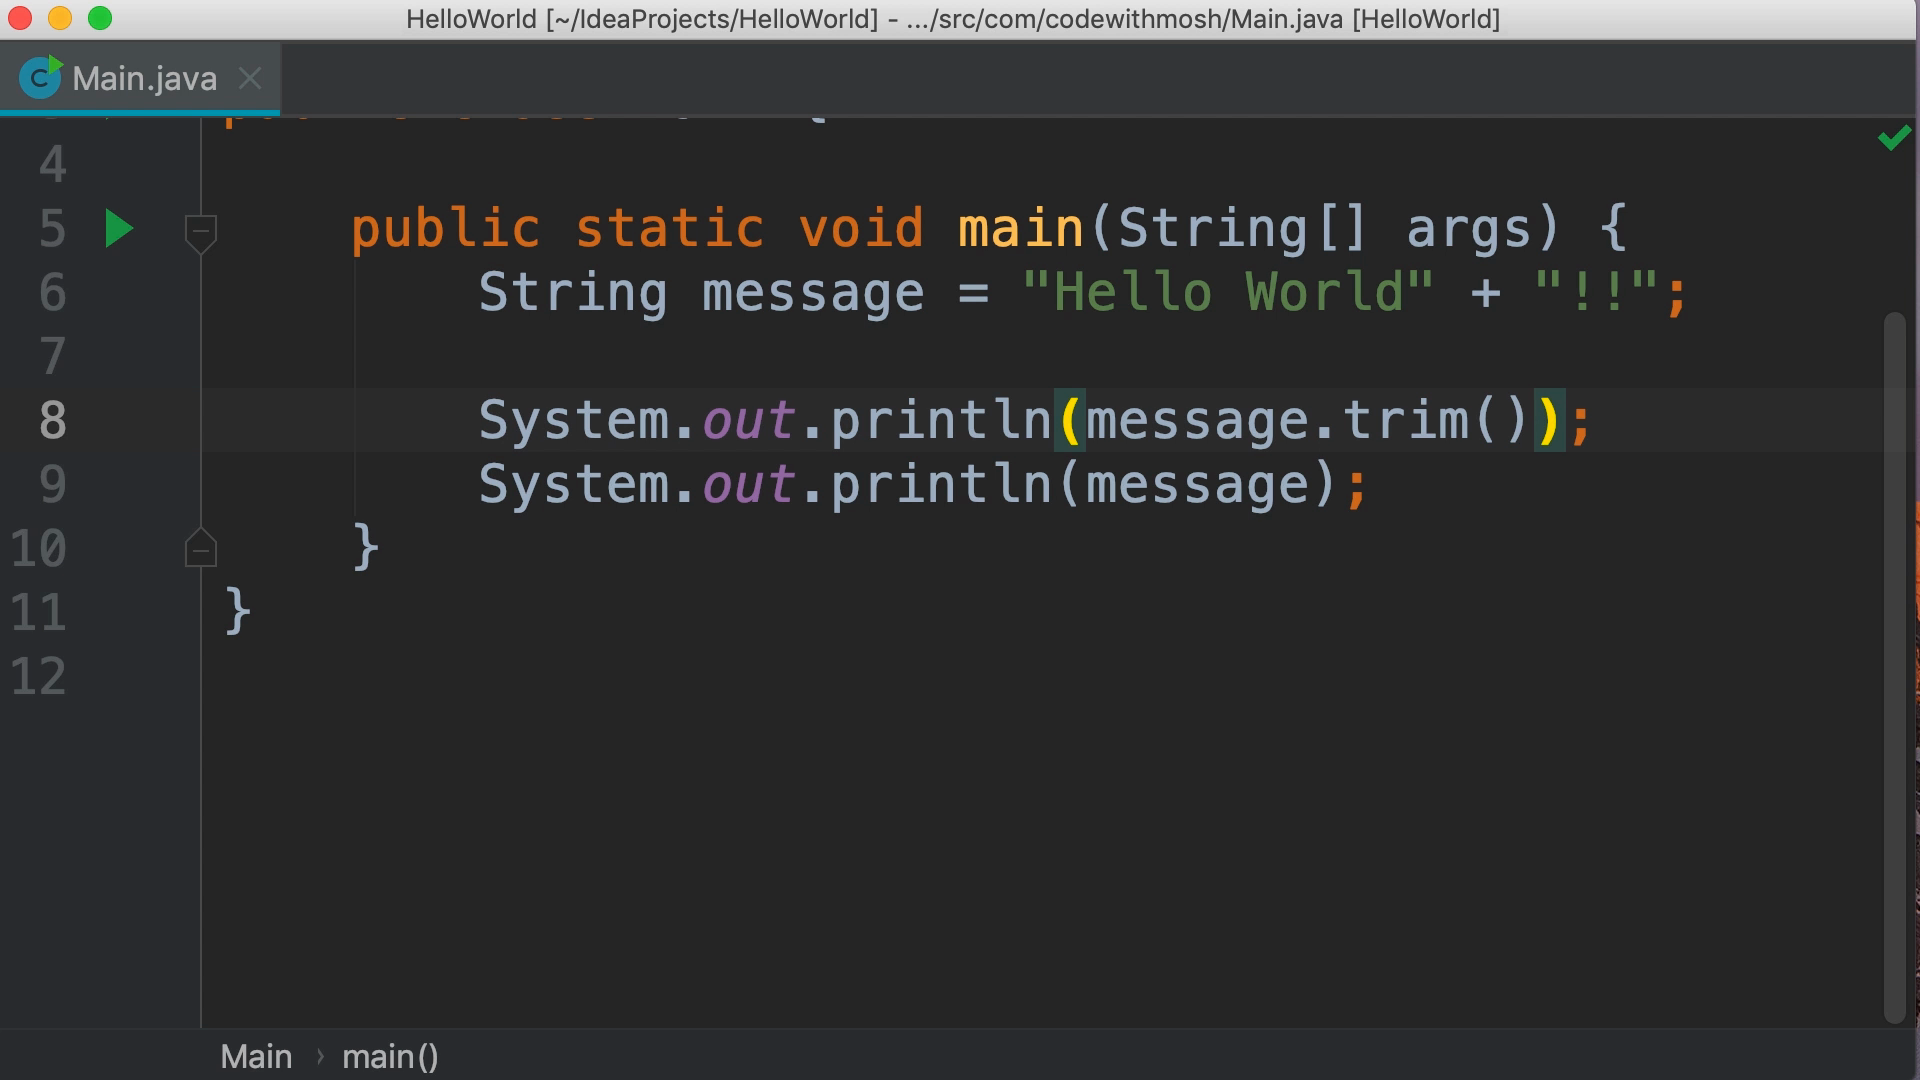 HelloWorld [~/IdeaProjects/HelloWorld] - .../src/com/codewithmosh/Main.java [HelloWorld]
Main.java
4
5 public static void main(String[] args) {
6 String message = "Hello World" + "!!";
7
8 System.out.println(message.trim());
9 System.out.println(message);
10 }
11 }
12
Main › main()